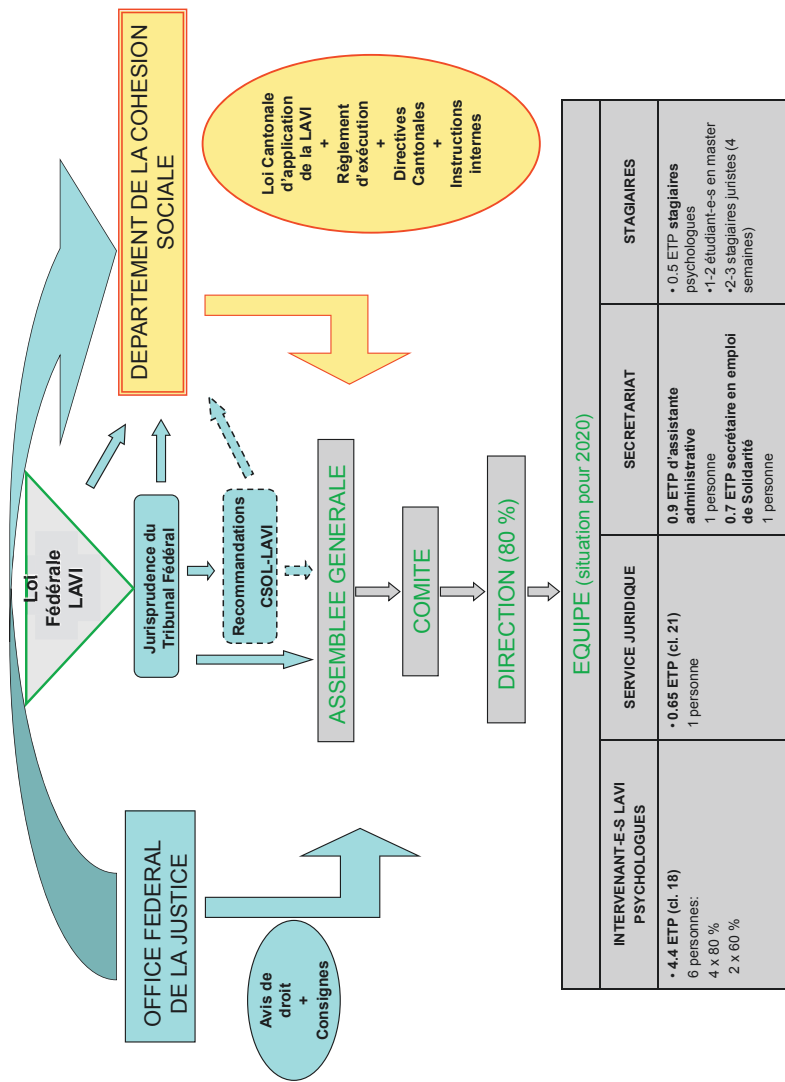 Loi
Fédérale
LAVI
OFFICE FEDERAL
DE LA JUSTICE
Avis de
droit
+
Consignes
Jurisprudence du
Tribunal Fédéral
Recommandations
CSOL-LAVI
DEPARTEMENT DE LA COHESION
SOCIALE
Loi Cantonale
d'application
de la LAVI
+
Règlement
d'exécution
+
Directives
Cantonales
+
Instructions
internes
ASSEMBLEE GENERALE
COMITE
DIRECTION (80 %)
EQUIPE (situation pour 2020)
INTERVENANT-E-S LAVI
PSYCHOLOGUES
SERVICE JURIDIQUE
SECRETARIAT
STAGIAIRES
• 4.4 ETP (cl. 18)
6 personnes:
4 x 80 %
2 x 60 %
• 0.65 ETP (cl. 21)
1 personne
0.9 ETP d'assistante
administrative
1 personne
0.7 ETP secrétaire en emploi
de Solidarité
1 personne
• 0.5 ETP stagiaires
psychologues
•1-2 étudiant-e-s en master
•2-3 stagiaires juristes (4
semaines)